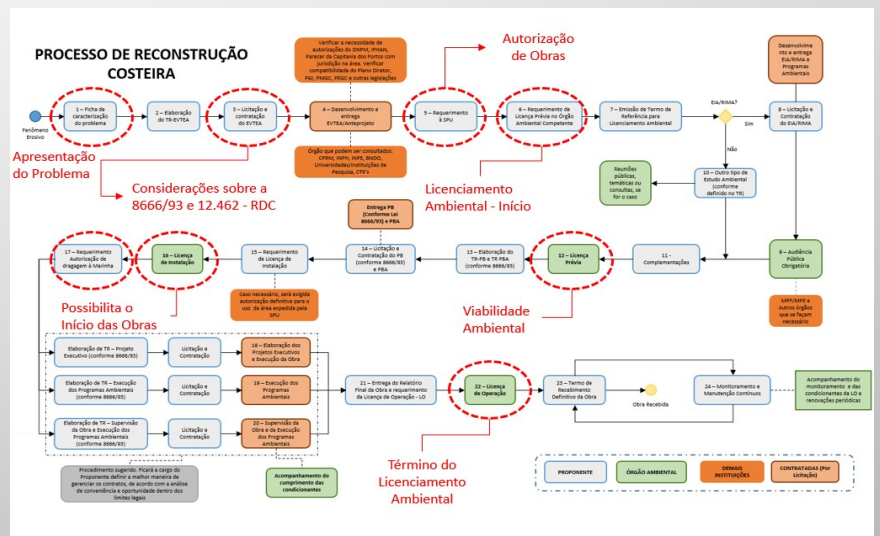 PROCESSO DE RECONSTRUÇÃO
COSTEIRA
Fenômeno
Erosivo
1 – Ficha de
caracterização
do problema
2 – Elaboração
do TR-EVTEA
3 – Licitação e
contratação
do EVTEA
Verificar a necessidade de
autorizações do DNPM, IPHAN,
Parecer da Capitania dos Portos com
jurisdição na área. Verificar
compatibilidade do Plano Diretor,
PGI, PMGC, PEGC e outras legislações
4 – Desenvolvimento e
entrega
EVTEA/Anteprojeto
Órgão que podem ser consultados:
CPRM, INPH, INPE, BNDO,
Universidades/Instituições de
Pesquisa, CTE's
5 – Requerimento
à SPU
Autorização
de Obras
6 – Requerimento de
Licença Prévia no Órgão
Ambiental Competente
7 – Emissão de Termo de
Referência para
Licenciamento Ambiental
EIA/RIMA?
Sim
Não
Desenvolvime
nto e entrega
EIA/RIMA e
Programas
Ambientais
8 – Licitação e
Contratação
do EIA/RIMA
Apresentação
do Problema
Considerações sobre a
8666/93 e 12.462 - RDC
Licenciamento
Ambiental - Início
Reuniões
públicas,
temáticas ou
consultas, se
for o caso
10 – Outro tipo de
Estudo Ambiental
(conforme
definido no TR)
17 – Requerimento
Autorização de
dragagem à Marinha
16 – Licença
de Instalação
15 – Requerimento
de Licença de
Instalação
Entrega PB
(Conforme Lei
8666/93) e PBA
14 – Licitação e
Contratação do PB
(conforme 8666/93)
e PBA
13 – Elaboração do
TR-PB e TR PBA
(conforme 8666/93)
12 – Licença
Prévia
11 -
Complementações
9 – Audiência
Pública
Obrigatória
MPF/MPE e
outros órgãos
que se façam
necessário
Caso necessário, será exigida
autorização definitiva para o
uso da área expedida pela
SPU
Possibilita o
Início das Obras
Viabilidade
Ambiental
Elaboração de TR – Projeto
Executivo (conforme 8666/93)
Licitação e
Contratação
18 – Elaboração dos
Projetos Executivos
e Execução da Obra
Elaboração de TR – Execução
dos Programas Ambientais
(conforme 8666/93)
Licitação e
Contratação
19 – Execução dos
Programas
Ambientais
Elaboração de TR – Supervisão
da Obra e Execução dos
Programas Ambientais
(conforme 8666/93)
Licitação e
Contratação
20 – Supervisão da
Obra e da Execução
dos Programas
Ambientais
21 – Entrega do Relatório
Final da Obra e requerimento
da Licença de Operação - LO
22 – Licença
de Operação
23 – Termo de
Recebimento
Definitivo da Obra
Obra Recebida
24 – Monitoramento e
Manutenção Contínuos
Acompanhamento do
monitoramento e das
condicionantes da LO e
renovações periódicas
Procedimento sugerido. Ficará a cargo do
Proponente definir a melhor maneira de
gerenciar os contratos, de acordo com a análise
de conveniência e oportunidade dentro dos
limites legais
Acompanhamento do
cumprimento das
condicionantes
Término do
Licenciamento
Ambiental
PROPONENTE
ÓRGÃO AMBIENTAL
DEMAIS
INSTITUIÇÕES
CONTRATADAS (Por
Licitação)